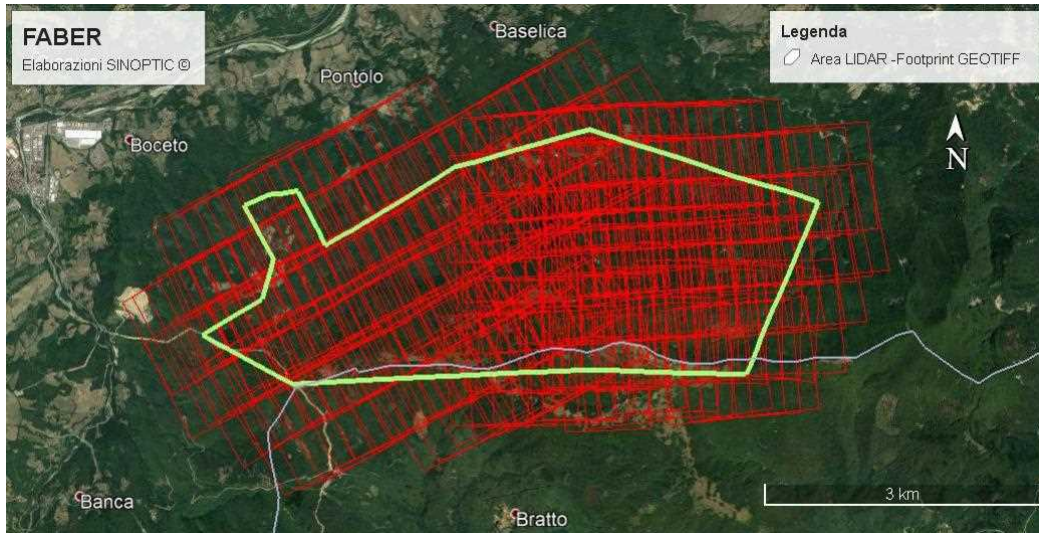 FABER
Elaborazioni SINOPTIC ©
Legenda
Area LIDAR -Footprint GEOTIFF
Baselica
Pontolo
Boceto
N
3 km
Banca
Bratto